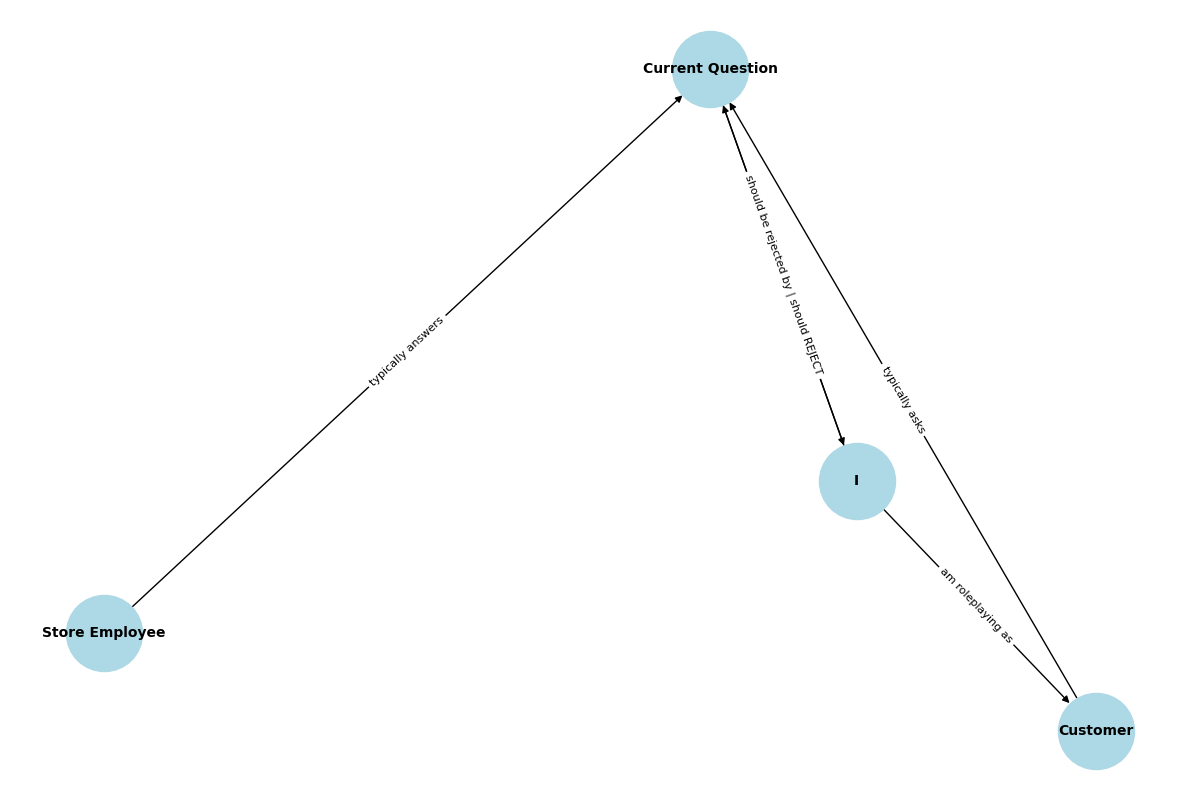 Current Question
should be rejected by | should REJECT
typically answers
typically asks
I
am roleplaying as
Store Employee
Customer